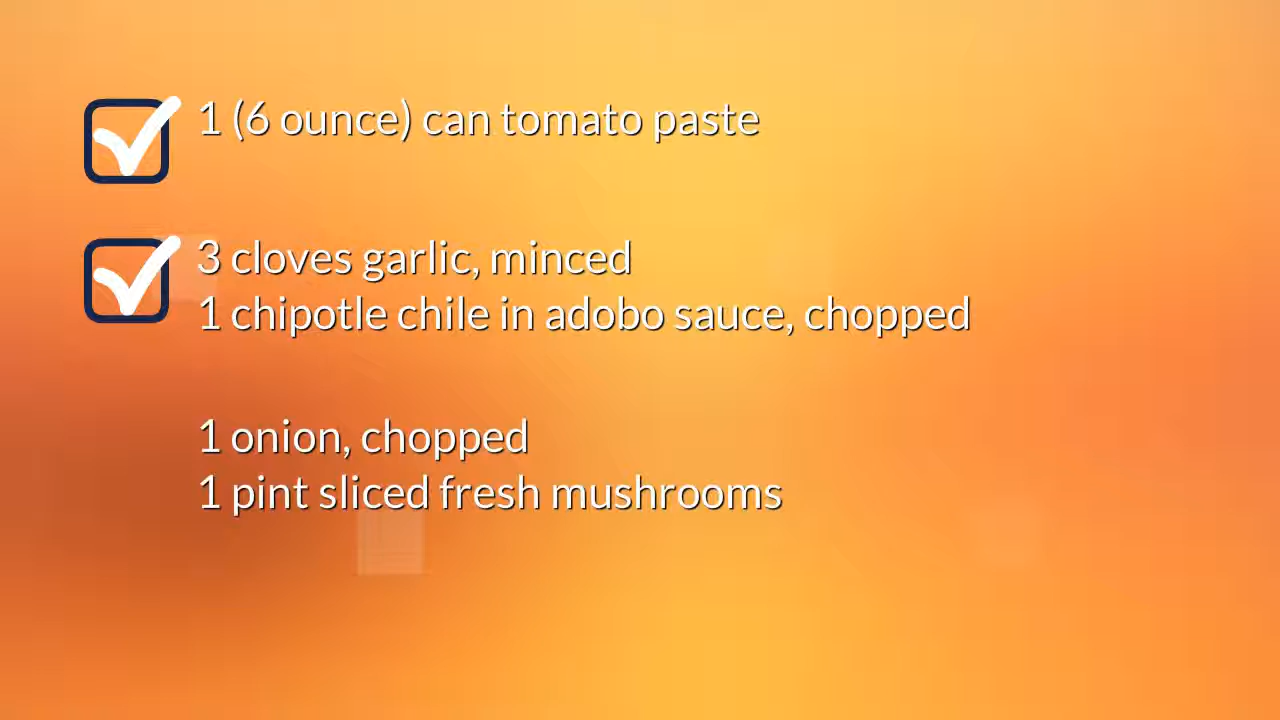 1 (6 ounce) can tomato paste
3 cloves garlic, minced
1 chipotle chile in adobo sauce, chopped
1 onion, chopped
1 pint sliced fresh mushrooms